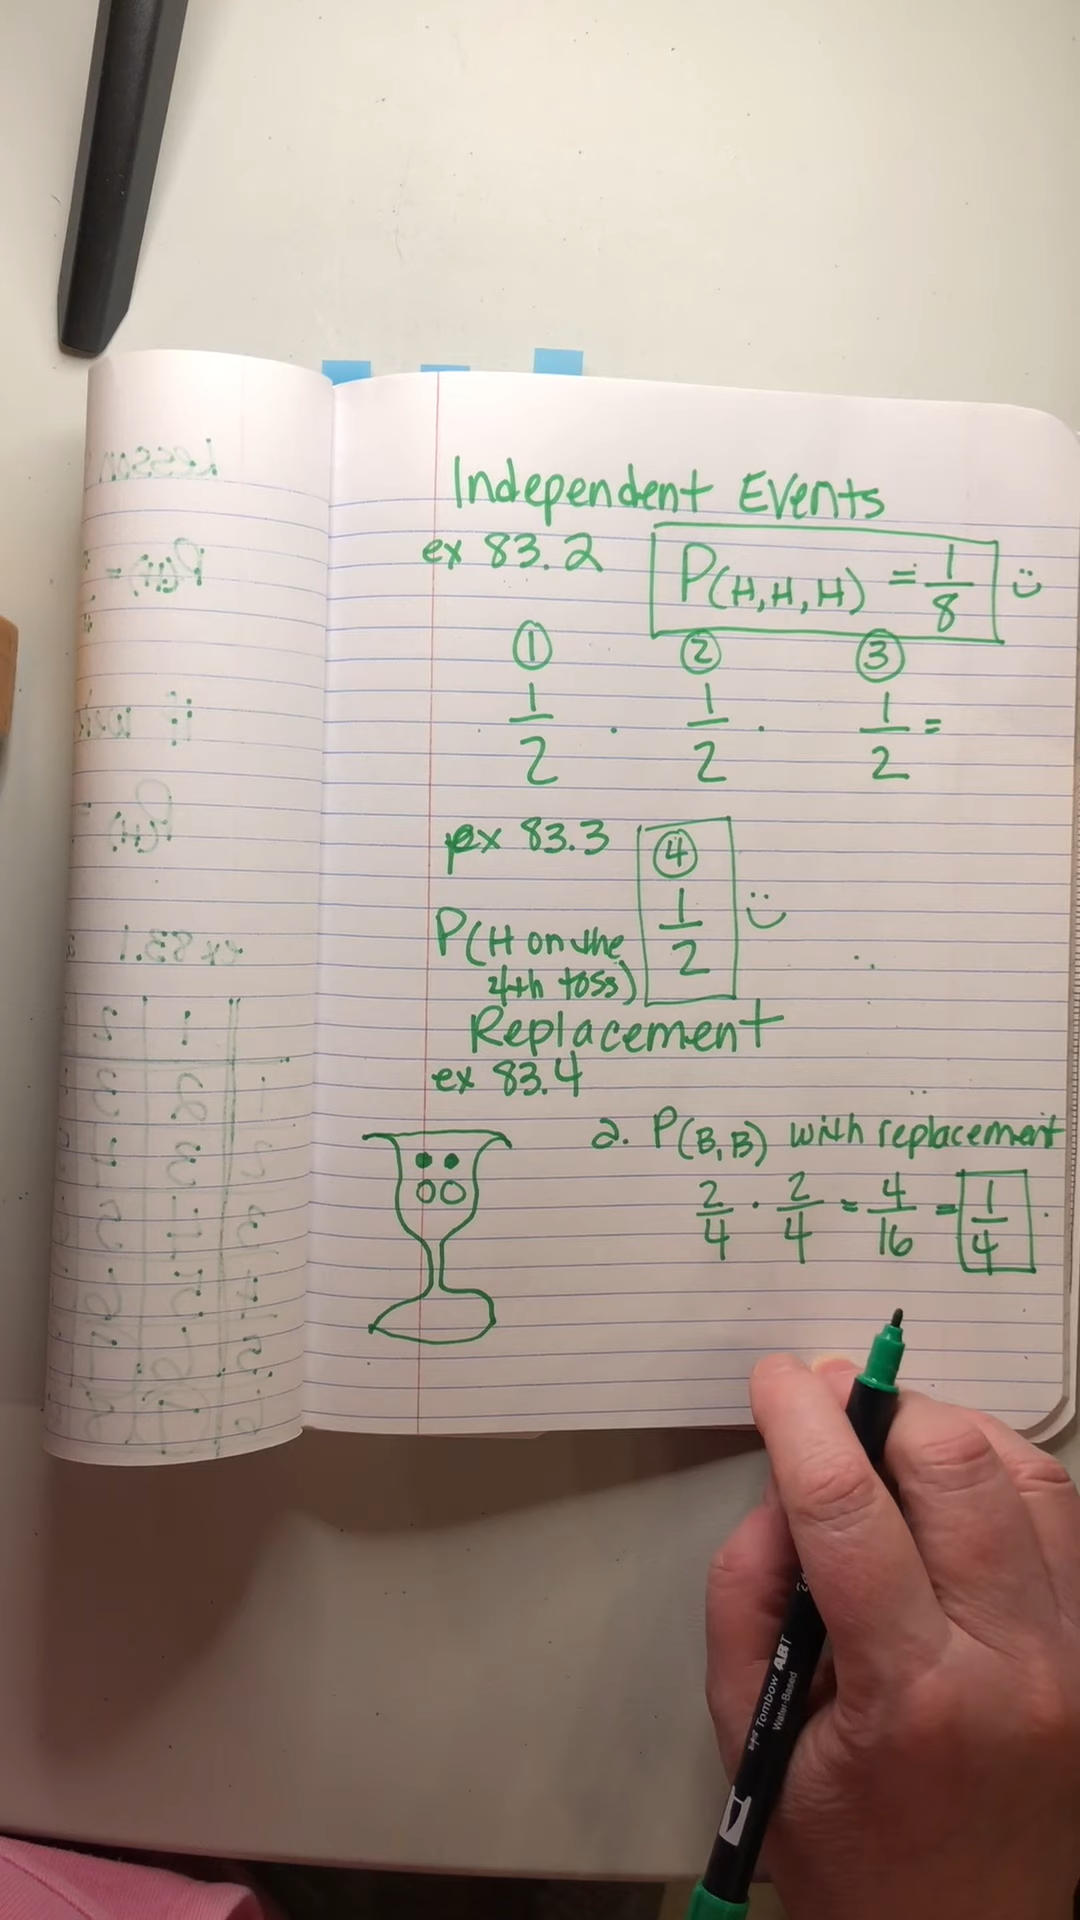 Independent Events
ex 83.2 P(H,H,H) = 1/8
① ② ③
1/2 · 1/2 · 1/2 =
ex 83.3 ④
P(H on the 1/2
4th toss)
Replacement
ex 83.4
a. P(B,B) with replacement
2/4 · 2/4 = 4/16 = 1/4
Tombow ABT
Water-Based